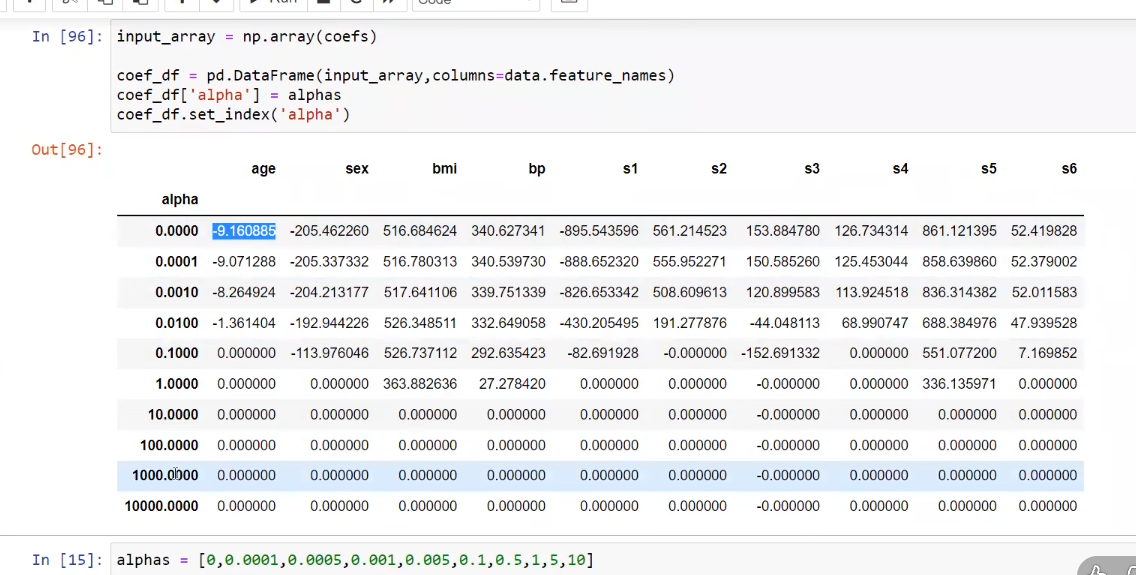 Run
Code
In [96]: input_array = np.array(coefs)
coef_df = pd.DataFrame(input_array,columns=data.feature_names)
coef_df['alpha'] = alphas
coef_df.set_index('alpha')
Out[96]:
age sex bmi bp s1 s2 s3 s4 s5 s6
alpha
0.0000 -9.160885 -205.462260 516.684624 340.627341 -895.543596 561.214523 153.884780 126.734314 861.121395 52.419828
0.0001 -9.071288 -205.337332 516.780313 340.539730 -888.652320 555.952271 150.585260 125.453044 858.639860 52.379002
0.0010 -8.264924 -204.213177 517.641106 339.751339 -826.653342 508.609613 120.899583 113.924518 836.314382 52.011583
0.0100 -1.361404 -192.944226 526.348511 332.649058 -430.205495 191.277876 -44.048113 68.990747 688.384976 47.939528
0.1000 0.000000 -113.976046 526.737112 292.635423 -82.691928 -0.000000 -152.691332 0.000000 551.077200 7.169852
1.0000 0.000000 0.000000 363.882636 27.278420 0.000000 0.000000 -0.000000 0.000000 336.135971 0.000000
10.0000 0.000000 0.000000 0.000000 0.000000 0.000000 0.000000 -0.000000 0.000000 0.000000 0.000000
100.0000 0.000000 0.000000 0.000000 0.000000 0.000000 0.000000 -0.000000 0.000000 0.000000 0.000000
1000.0000 0.000000 0.000000 0.000000 0.000000 0.000000 0.000000 -0.000000 0.000000 0.000000 0.000000
10000.0000 0.000000 0.000000 0.000000 0.000000 0.000000 0.000000 -0.000000 0.000000 0.000000 0.000000
In [15]: alphas = [0,0.0001,0.0005,0.001,0.005,0.1,0.5,1,5,10]